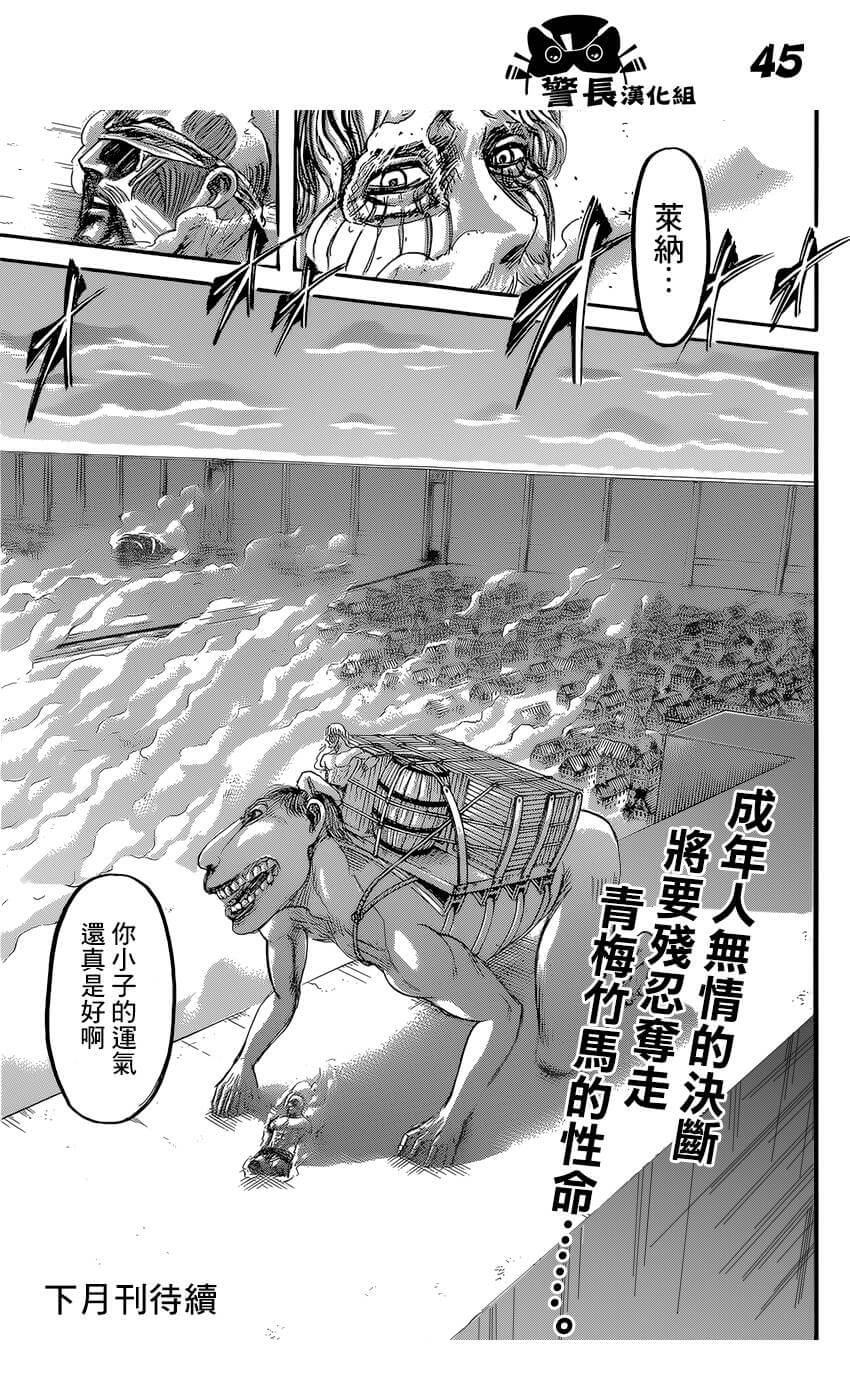 警長漢化組
45
萊納…
成年人無情的決斷
將要殘忍奪走
青梅竹馬的性命……。
你小子的運氣
還真是好啊
下月刊待續